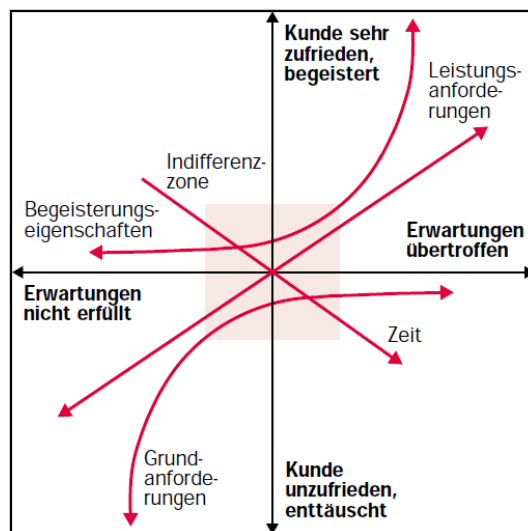 Kunde sehr
zufrieden,
begeistert
Leistungs-
anforde-
rungen
Indifferenz-
zone
Begeisterungs-
eigenschaften
Erwartungen
übertroffen
Erwartungen
nicht erfüllt
Zeit
Grund-
anforde-
rungen
Kunde
unzufrieden,
enttäuscht